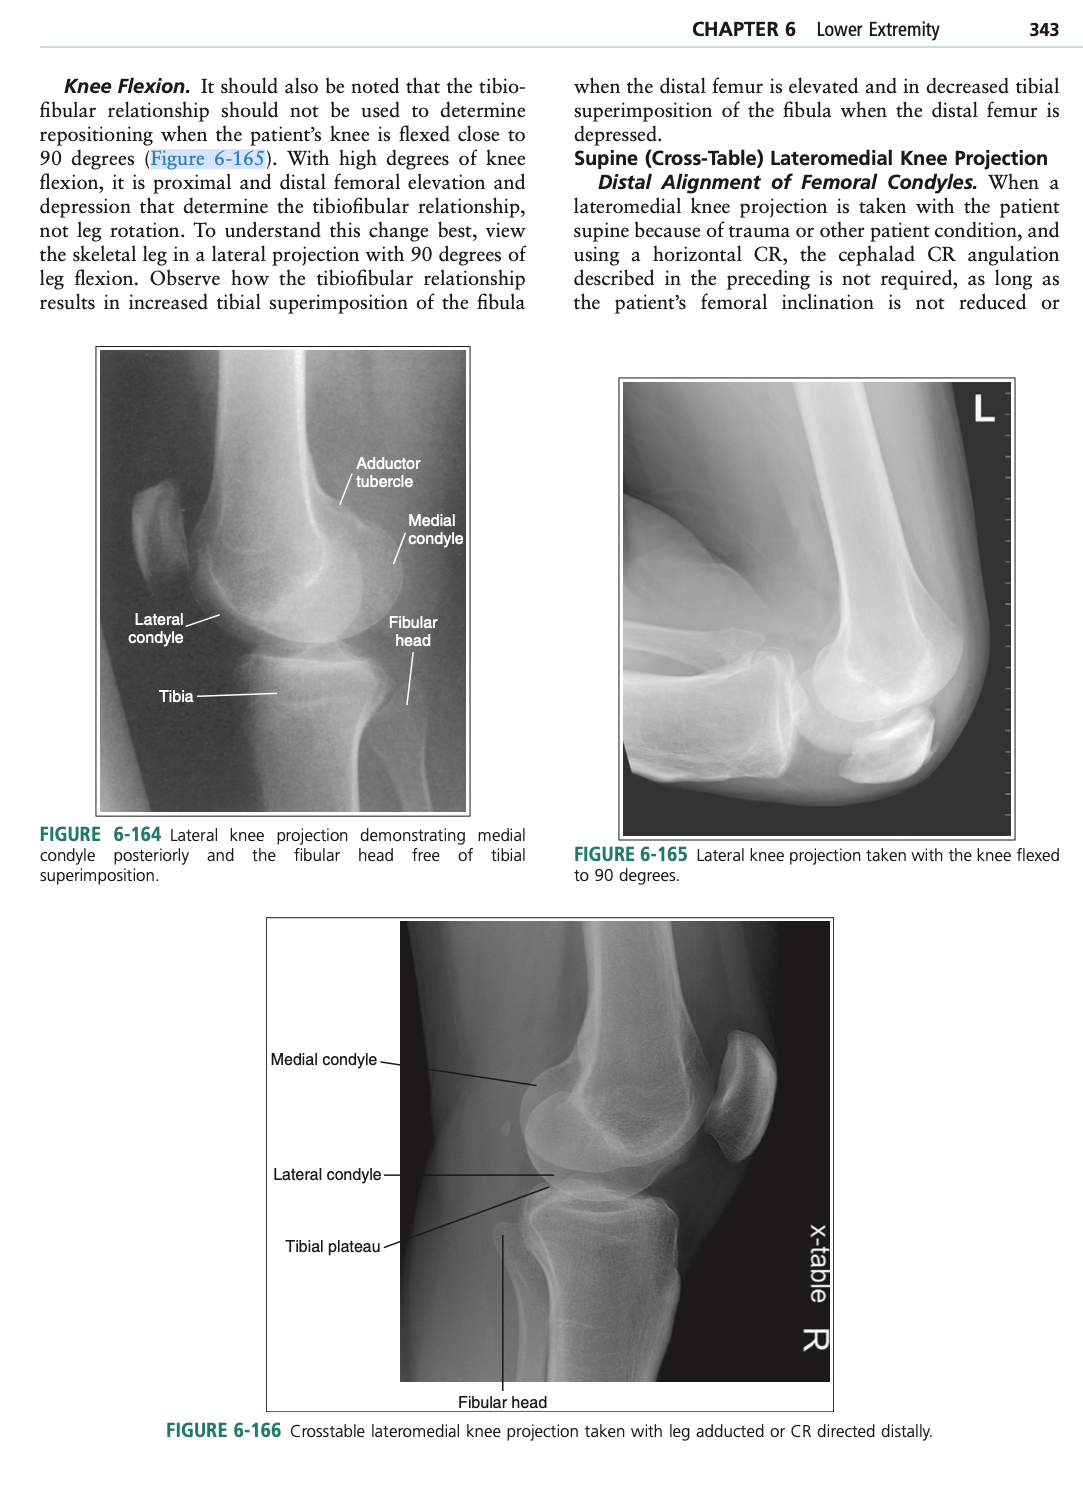 CHAPTER 6 Lower Extremity 343
Knee Flexion. It should also be noted that the tibio-
fibular relationship should not be used to determine
repositioning when the patient's knee is flexed close to
90 degrees (Figure 6-165). With high degrees of knee
flexion, it is proximal and distal femoral elevation and
depression that determine the tibiofibular relationship,
not leg rotation. To understand this change best, view
the skeletal leg in a lateral projection with 90 degrees of
leg flexion. Observe how the tibiofibular relationship
results in increased tibial superimposition of the fibula
when the distal femur is elevated and in decreased tibial
superimposition of the fibula when the distal femur is
depressed.
Supine (Cross-Table) Lateromedial Knee Projection
Distal Alignment of Femoral Condyles. When a
lateromedial knee projection is taken with the patient
supine because of trauma or other patient condition, and
using a horizontal CR, the cephalad CR angulation
described in the preceding is not required, as long as
the patient's femoral inclination is not reduced or
Adductor
tubercle
Medial
condyle
Lateral
condyle
Fibular
head
Tibia
FIGURE 6-164 Lateral knee projection demonstrating medial
condyle posteriorly and the fibular head free of tibial
superimposition.
L
FIGURE 6-165 Lateral knee projection taken with the knee flexed
to 90 degrees.
Medial condyle
Lateral condyle
Tibial plateau
Fibular head
x-table R
FIGURE 6-166 Crosstable lateromedial knee projection taken with leg adducted or CR directed distally.